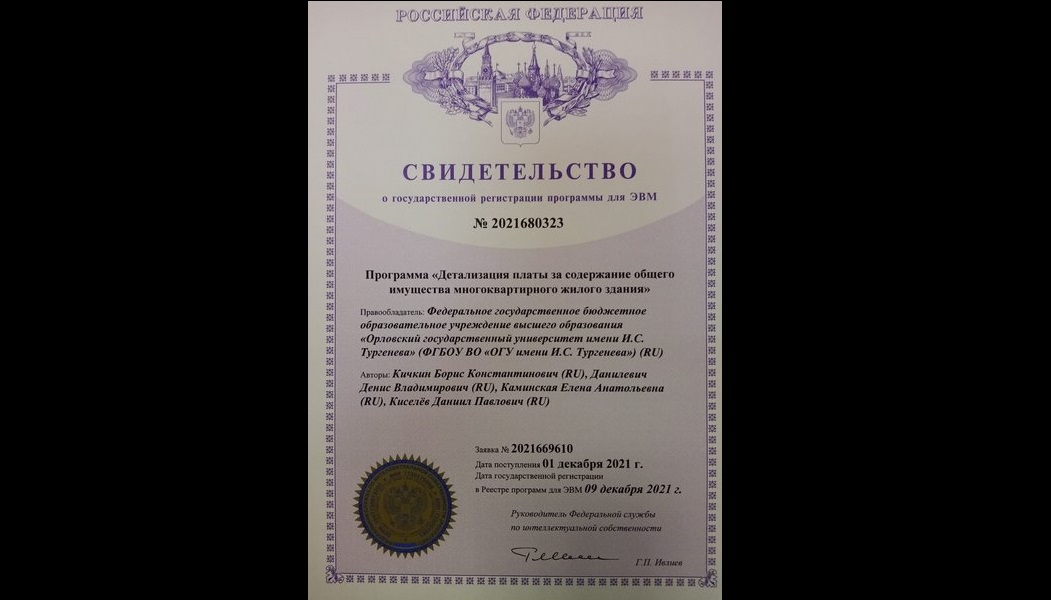 РОССИЙСКАЯ ФЕДЕРАЦИЯ
СВИДЕТЕЛЬСТВО
о государственной регистрации программы для ЭВМ
№ 2021680323
Программа «Детализация платы за содержание общего
имущества многоквартирного жилого здания»
Правообладатель: Федеральное государственное бюджетное
образовательное учреждение высшего образования
«Орловский государственный университет имени И.С.
Тургенева» (ФГБОУ ВО «ОГУ имени И.С. Тургенева») (RU)
Авторы: Кичкин Борис Константинович (RU), Данилевич
Денис Владимирович (RU), Каминская Елена Анатольевна
(RU), Киселёв Даниил Павлович (RU)
Заявка № 2021669610
Дата поступления 01 декабря 2021 г.
Дата государственной регистрации
в Реестре программ для ЭВМ 09 декабря 2021 г.
Руководитель Федеральной службы
по интеллектуальной собственности
Г.П. Ивлиев